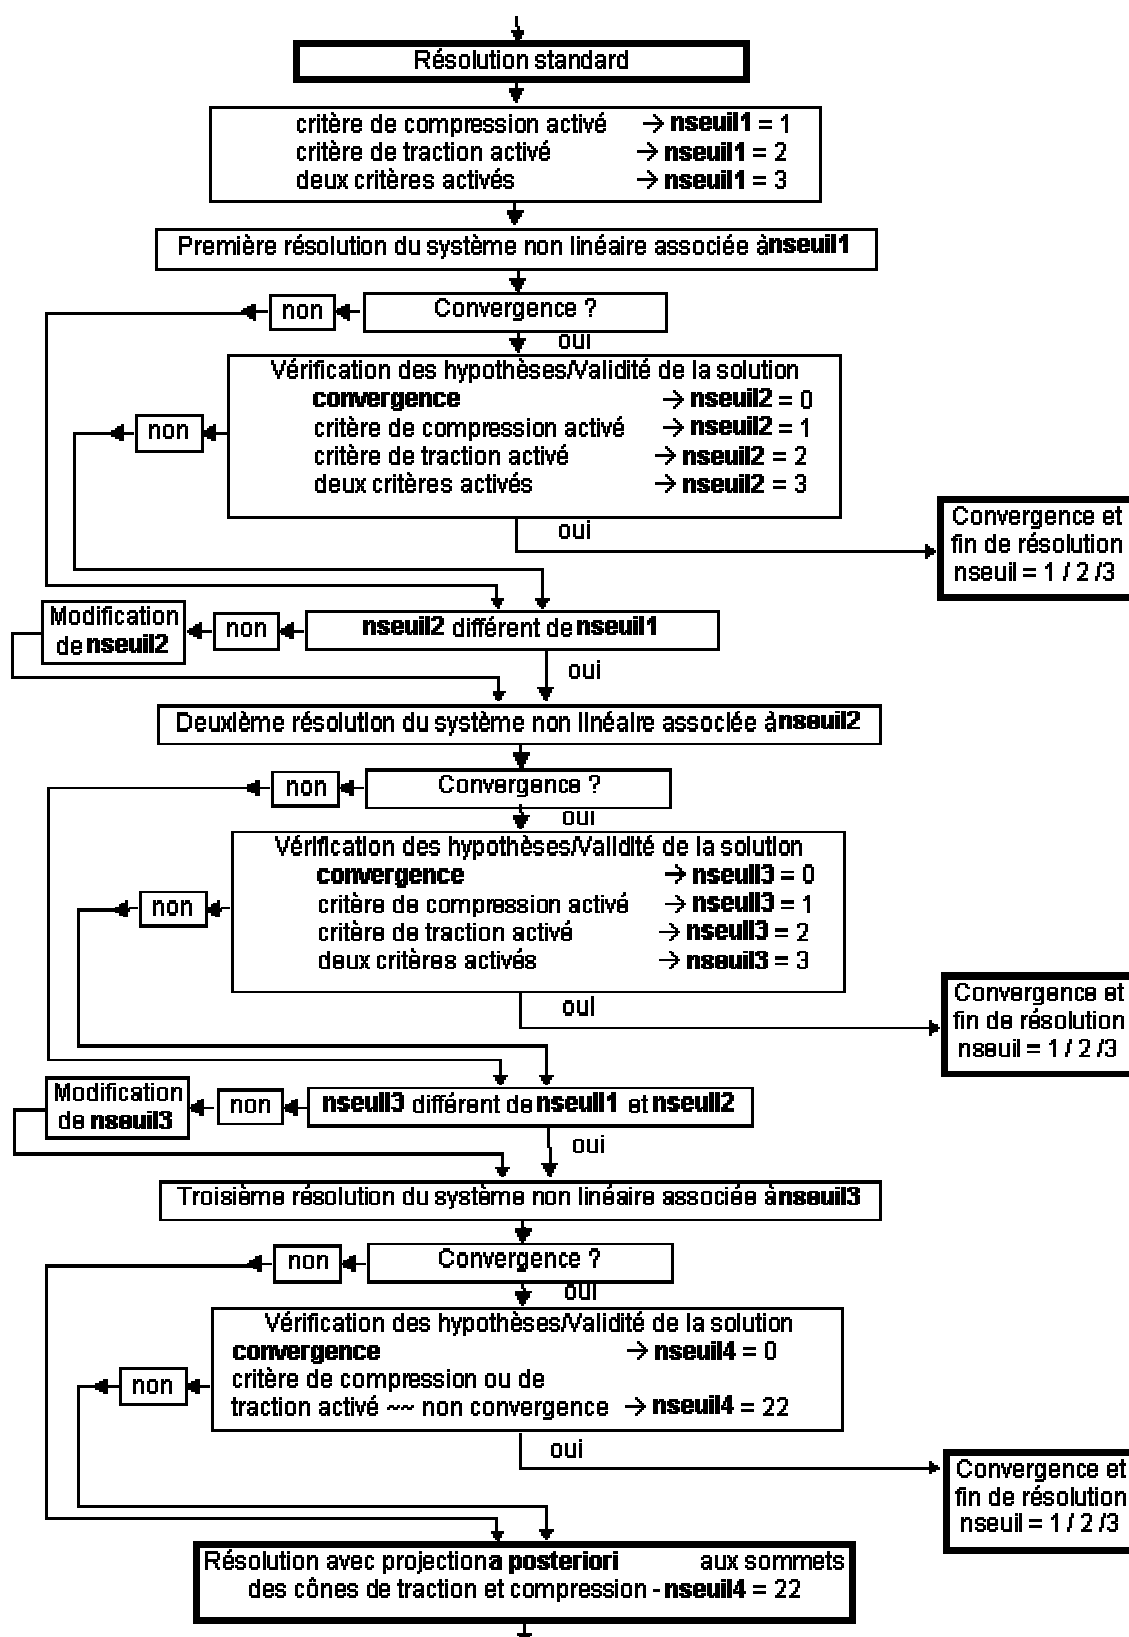 Résolution standard
critère de compression activé → nseuil1 = 1
critère de traction activé → nseuil1 = 2
deux critères activés → nseuil1 = 3
Première résolution du système non linéaire associée à nseuil1
non
Convergence ?
oui
Vérification des hypothèses/Validité de la solution
convergence → nseuil2 = 0
critère de compression activé → nseuil2 = 1
critère de traction activé → nseuil2 = 2
deux critères activés → nseuil2 = 3
non
oui
Convergence et
fin de résolution
nseuil = 1 / 2 /3
Modification
de nseuil2
non
nseuil2 différent de nseuil1
oui
Deuxième résolution du système non linéaire associée à nseuil2
non
Convergence ?
oui
Vérification des hypothèses/Validité de la solution
convergence → nseuil3 = 0
critère de compression activé → nseuil3 = 1
critère de traction activé → nseuil3 = 2
deux critères activés → nseuil3 = 3
non
oui
Convergence et
fin de résolution
nseuil = 1 / 2 /3
Modification
de nseuil3
non
nseuil3 différent de nseuil1 et nseuil2
oui
Troisième résolution du système non linéaire associée à nseuil3
non
Convergence ?
oui
Vérification des hypothèses/Validité de la solution
convergence → nseuil4 = 0
critère de compression ou de
traction activé ~~ non convergence → nseuil4 = 22
non
oui
Convergence et
fin de résolution
nseuil = 1 / 2 /3
Résolution avec projection a posteriori aux sommets
des cônes de traction et compression - nseuil4 = 22